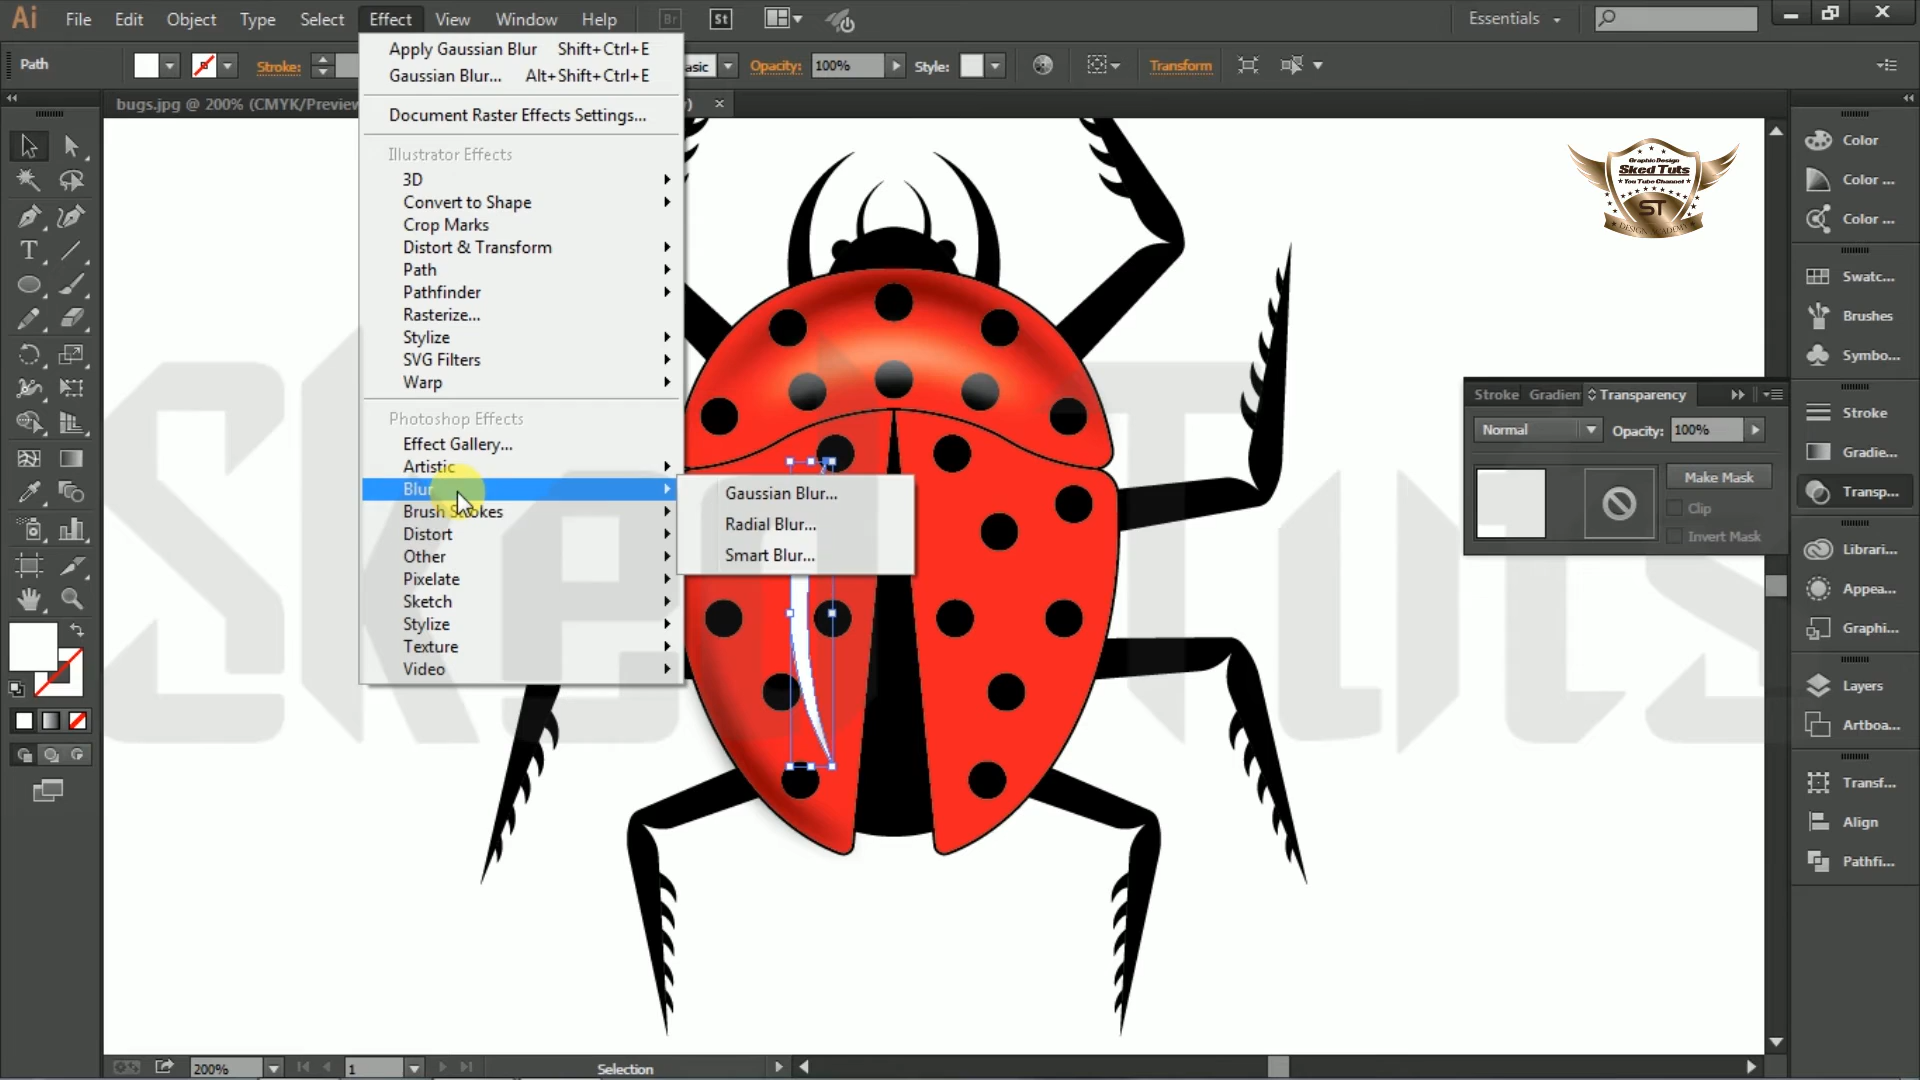 Ai File Edit Object Type Select Effect View Window Help Br St Essentials
Path Stroke: asic Opacity: 100% Style: Transform
bugs.jpg @ 200% (CMYK/Preview )
Apply Gaussian Blur Shift+Ctrl+E
Gaussian Blur... Alt+Shift+Ctrl+E
Document Raster Effects Settings...
Illustrator Effects
3D
Convert to Shape
Crop Marks
Distort & Transform
Path
Pathfinder
Rasterize...
Stylize
SVG Filters
Warp
Photoshop Effects
Effect Gallery...
Artistic
Blur
Brush Strokes
Distort
Other
Pixelate
Sketch
Stylize
Texture
Video
Gaussian Blur...
Radial Blur...
Smart Blur...
Graphic Design
Sked Tuts
You Tube Channel
ST
DESIGN ACADEMY
Sked Tuts
Stroke Gradien Transparency
Normal Opacity: 100%
Make Mask
Clip
Invert Mask
Color
Color ...
Color ...
Swatc...
Brushes
Symbo...
Stroke
Gradie...
Transp...
Librari...
Appea...
Graphi...
Layers
Artboa...
Transf...
Align
Pathfi...
200% 1 Selection